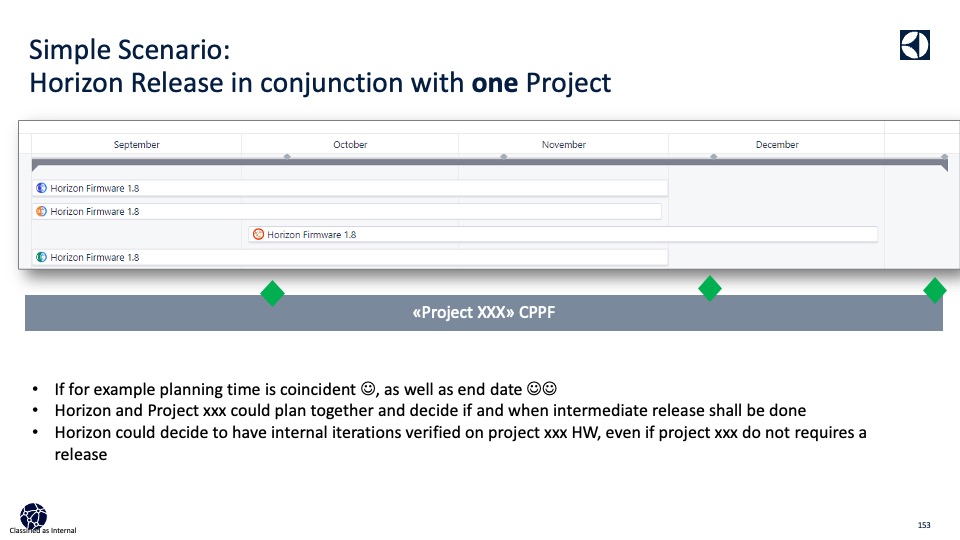 Simple Scenario:
Horizon Release in conjunction with one Project
September October November December
Horizon Firmware 1.8
Horizon Firmware 1.8
Horizon Firmware 1.8
Horizon Firmware 1.8
«Project XXX» CPPF
• If for example planning time is coincident ☺, as well as end date ☺☺
• Horizon and Project xxx could plan together and decide if and when intermediate release shall be done
• Horizon could decide to have internal iterations verified on project xxx HW, even if project xxx do not requires a
release
Classified as Internal
153